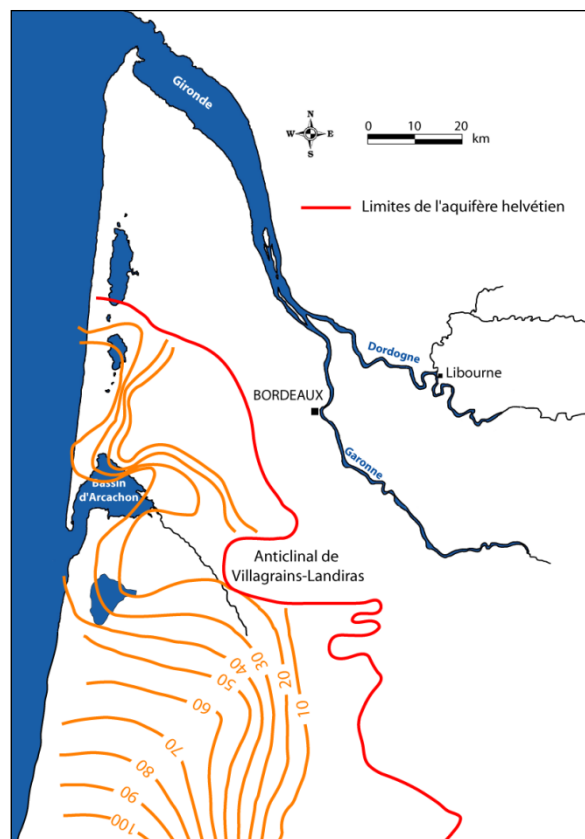 Gironde
N
W E
S
0 10 20
km
Limites de l'aquifère helvétien
Dordogne
Libourne
BORDEAUX
Garonne
Bassin
d'Arcachon
Anticlinal de
Villagrains-Landiras
10
20
30
40
50
60
70
80
90
100